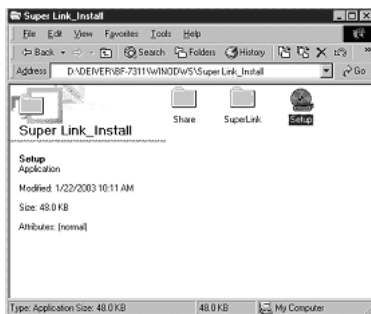 Super Link_Install
File Edit View Favorites Tools Help
Back Search Folders History
Address D:\DEIVER\BF-7311\WINODWS\Super Link_Install Go
Super Link_Install
Share SuperLink Setup
Setup
Application
Modified: 1/22/2003 10:11 AM
Size: 48.0 KB
Attributes: (normal)
Type: Application Size: 48.0 KB 48.0 KB My Computer